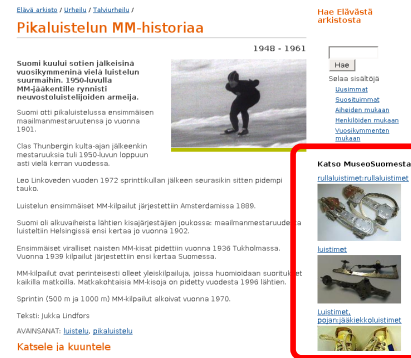 Elävä arkisto / Urheilu / Talviurheilu /
Pikaluistelun MM-historiaa
1948 - 1961
Suomi kuului sotien jälkeisinä
vuosikymmeninä vielä luistelun
suurmaihin. 1950-luvulla
MM-jääkentille rynnisti
neuvostoluistelijoiden armeija.
Suomi otti pikaluistelussa ensimmäisen
maailmanmestaruutensa jo vuonna
1901.
Clas Thunbergin kulta-ajan jälkeenkin
mestaruuksia tuli 1950-luvun loppuun
asti vielä kerran vuodessa.
Leo Linkoveden vuoden 1972 sprinttikullan jälkeen seurasikin sitten pidempi
tauko.
Luistelun ensimmäiset MM-kilpailut järjestettiin Amsterdamissa 1889.
Suomi oli alkuvaiheista lähtien kisajärjestäjien joukossa: maailmanmestaruudesta
luisteltiin Helsingissä ensi kertaa jo vuonna 1902.
Ensimmäiset viralliset naisten MM-kisat pidettiin vuonna 1936 Tukholmassa.
Vuonna 1939 kilpailut järjestettiin ensi kertaa Suomessa.
MM-kilpailut ovat perinteisesti olleet yleiskilpailuja, joissa huomioidaan suoritukset
kaikilla matkoilla. Matkakohtaisia MM-kisoja on pidetty vuodesta 1996 lähtien.
Sprintin (500 m ja 1000 m) MM-kilpailut alkoivat vuonna 1970.
Teksti: Jukka Lindfors
AVAINSANAT: luistelu, pikaluistelu
Katsele ja kuuntele
Hae Elävästä
arkistosta
Hae
Selaa sisältöjä
Uusimmat
Suosituimmat
Aiheiden mukaan
Henkilöiden mukaan
Vuosikymmenten
mukaan
Katso MuseoSuomesta
rullaluistimet:rullaluistimet
luistimet
Luistimet,
pojan:jääkiekkoluistimet